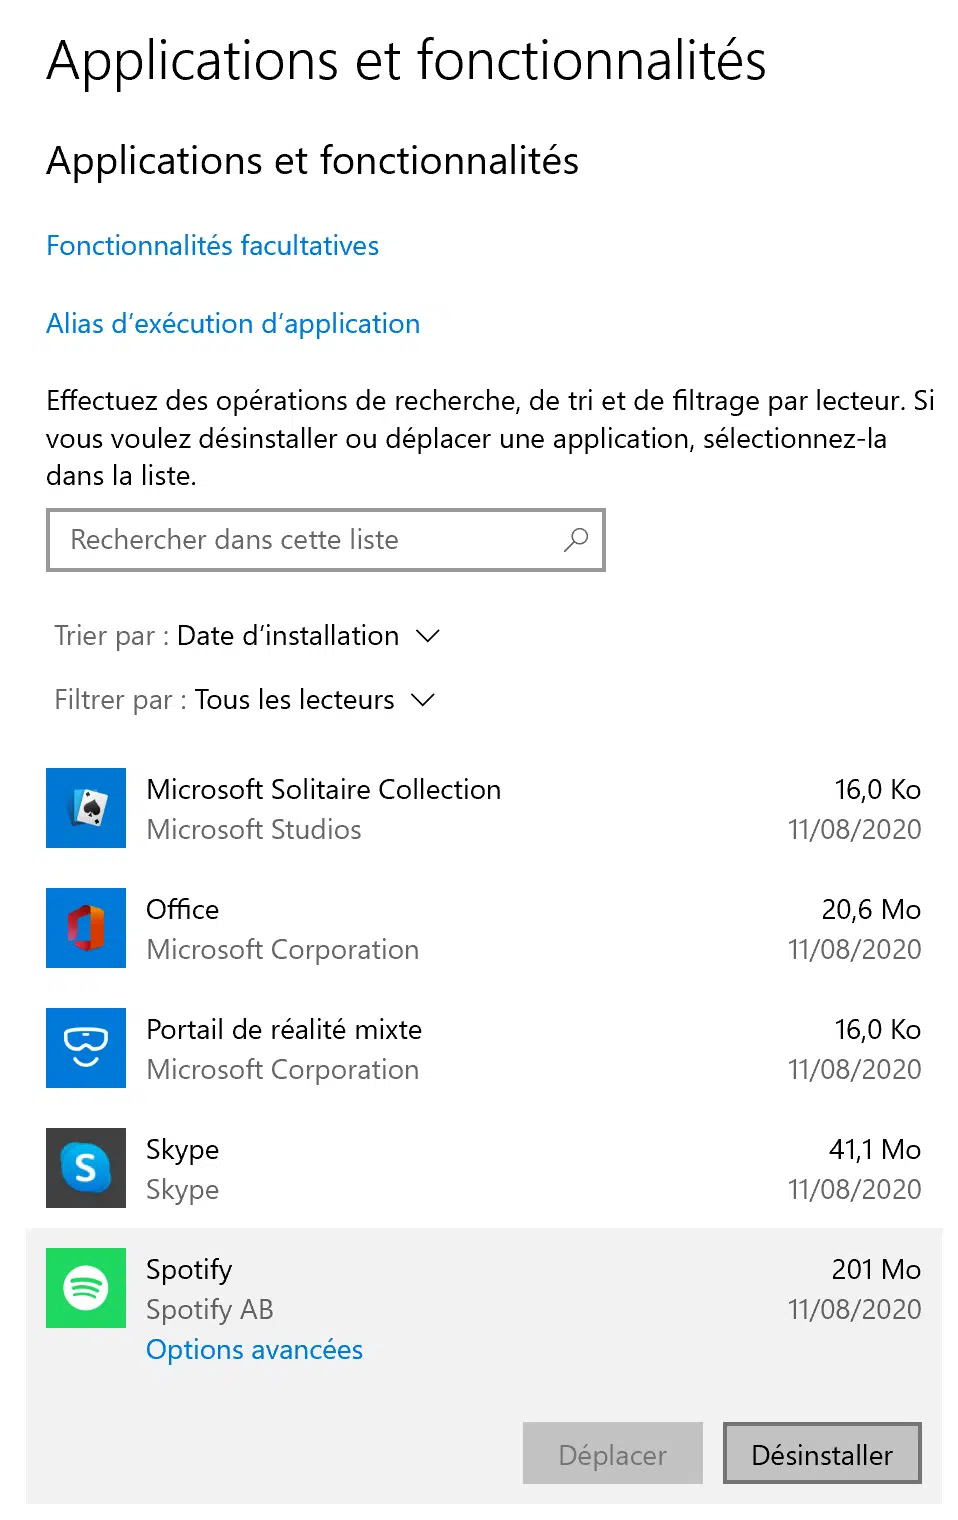 Applications et fonctionnalités
Applications et fonctionnalités
Fonctionnalités facultatives
Alias d’exécution d’application
Effectuez des opérations de recherche, de tri et de filtrage par lecteur. Si
vous voulez désinstaller ou déplacer une application, sélectionnez-la
dans la liste.
Rechercher dans cette liste
Trier par : Date d’installation
Filtrer par : Tous les lecteurs
Microsoft Solitaire Collection 16,0 Ko
Microsoft Studios 11/08/2020
Office 20,6 Mo
Microsoft Corporation 11/08/2020
Portail de réalité mixte 16,0 Ko
Microsoft Corporation 11/08/2020
Skype 41,1 Mo
Skype 11/08/2020
Spotify 201 Mo
Spotify AB 11/08/2020
Options avancées
Déplacer Désinstaller